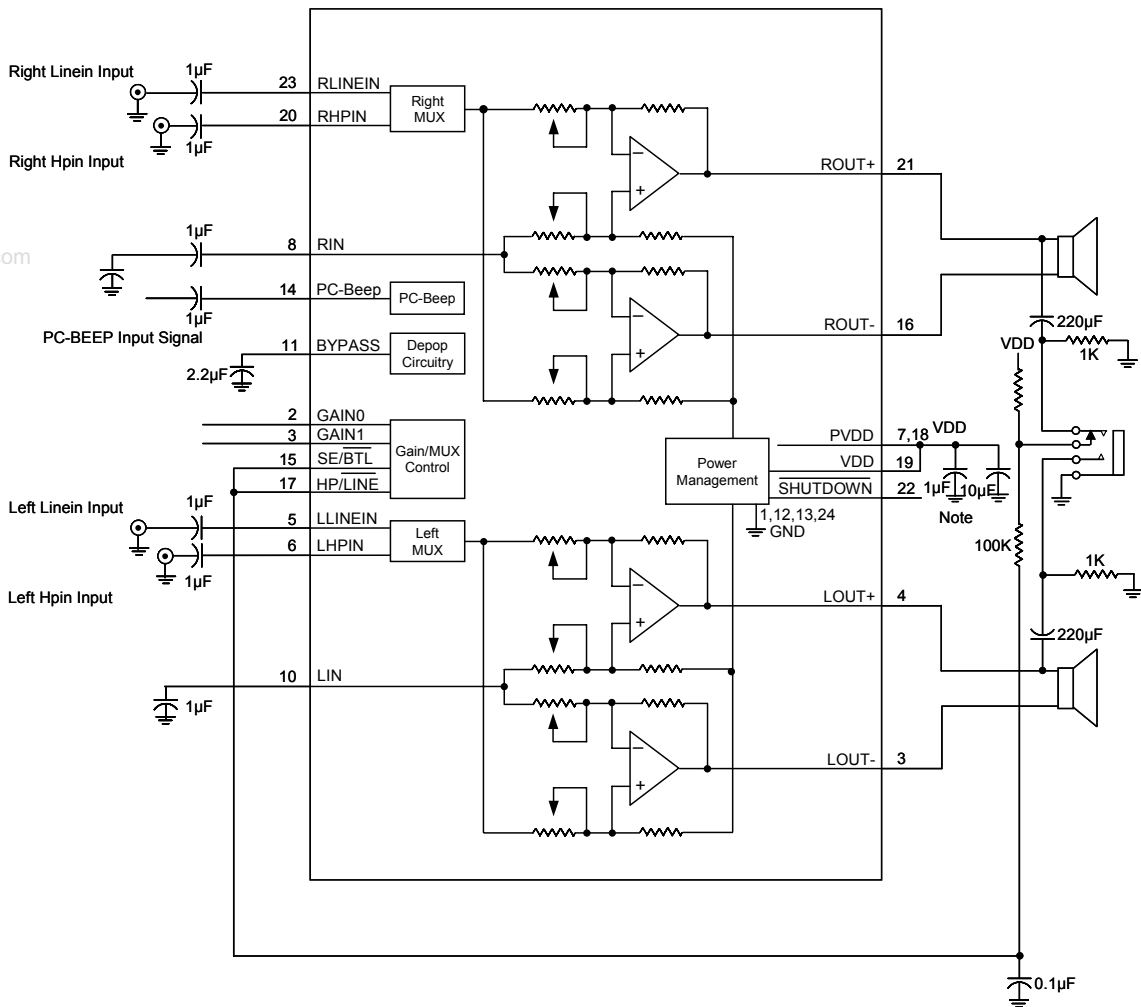 Right Linein Input
1µF
23 RLINEIN
20 RHPIN
1µF
Right Hpin Input
Right
MUX
ROUT+ 21
om
1µF
8 RIN
14 PC-Beep
PC-Beep
1µF
PC-BEEP Input Signal
11 BYPASS
2.2µF
Depop
Circuitry
ROUT- 16
220µF
VDD
1K
2 GAIN0
3 GAIN1
15 SE/BTL
17 HP/LINE
Gain/MUX
Control
Power
Management
PVDD 7,18 VDD
VDD 19
SHUTDOWN 22
1µF 10µF
Note
1,12,13,24
GND
100K
Left Linein Input
1µF
5 LLINEIN
6 LHPIN
1µF
Left Hpin Input
Left
MUX
1K
LOUT+ 4
220µF
10 LIN
1µF
LOUT- 3
0.1µF